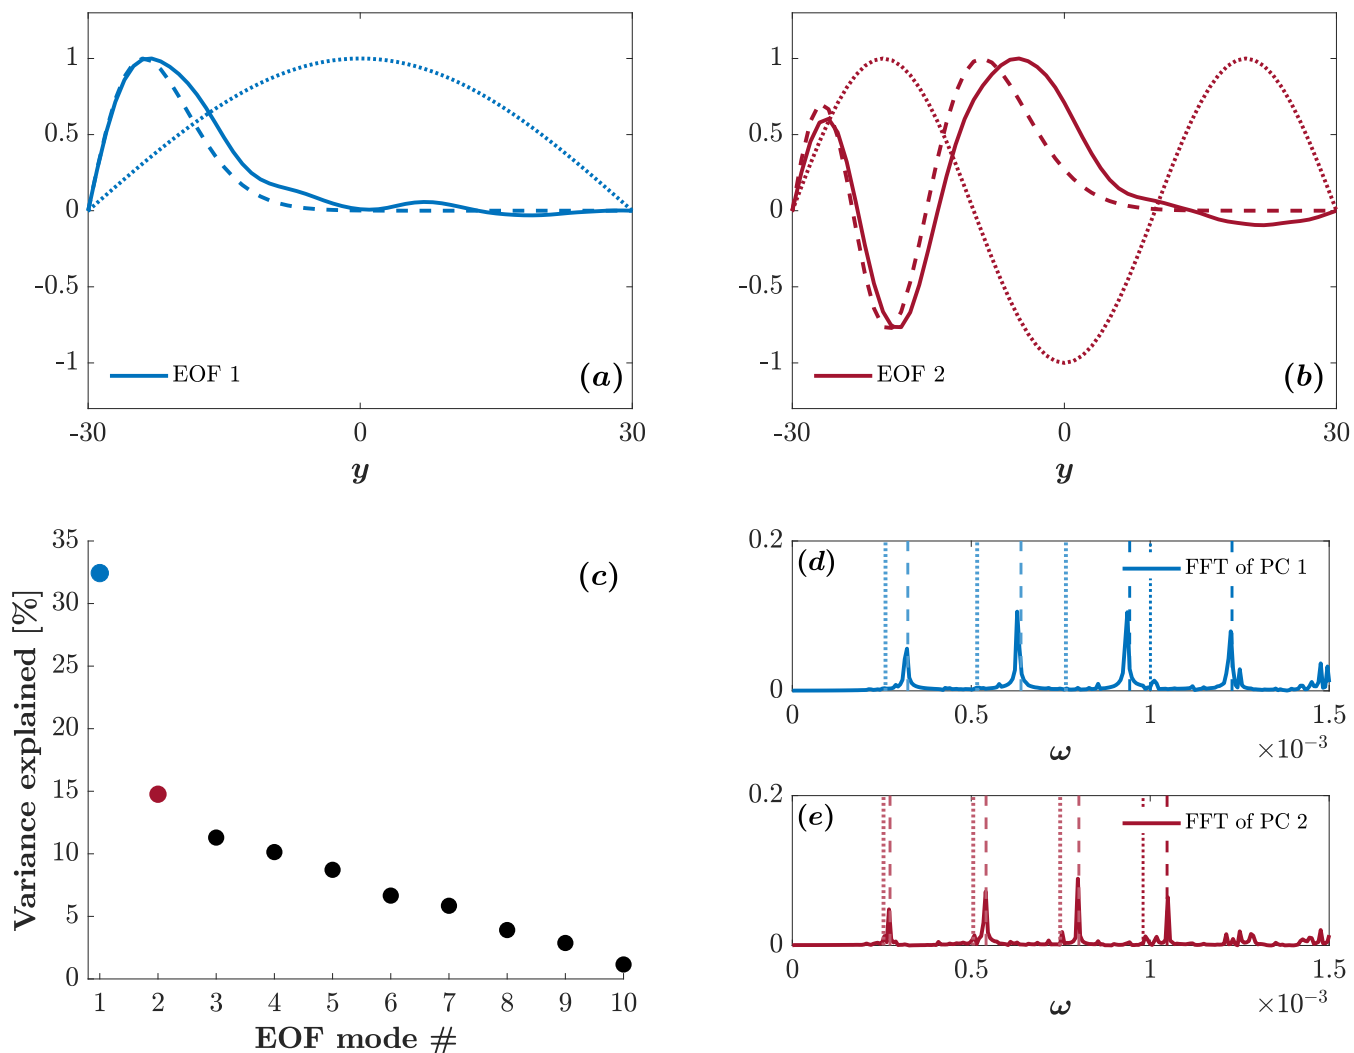 1
0.5
0
-0.5
-1
EOF 1
(a)
-30
0
30
y
1
0.5
0
-0.5
-1
EOF 2
(b)
-30
0
30
y
35
30
25
20
15
10
5
0
Variance explained [%]
(c)
1 2 3 4 5 6 7 8 9 10
EOF mode #
0.2
0
(d)
FFT of PC 1
0 0.5 1 1.5
×10⁻³
ω
0.2
0
(e)
FFT of PC 2
0 0.5 1 1.5
×10⁻³
ω